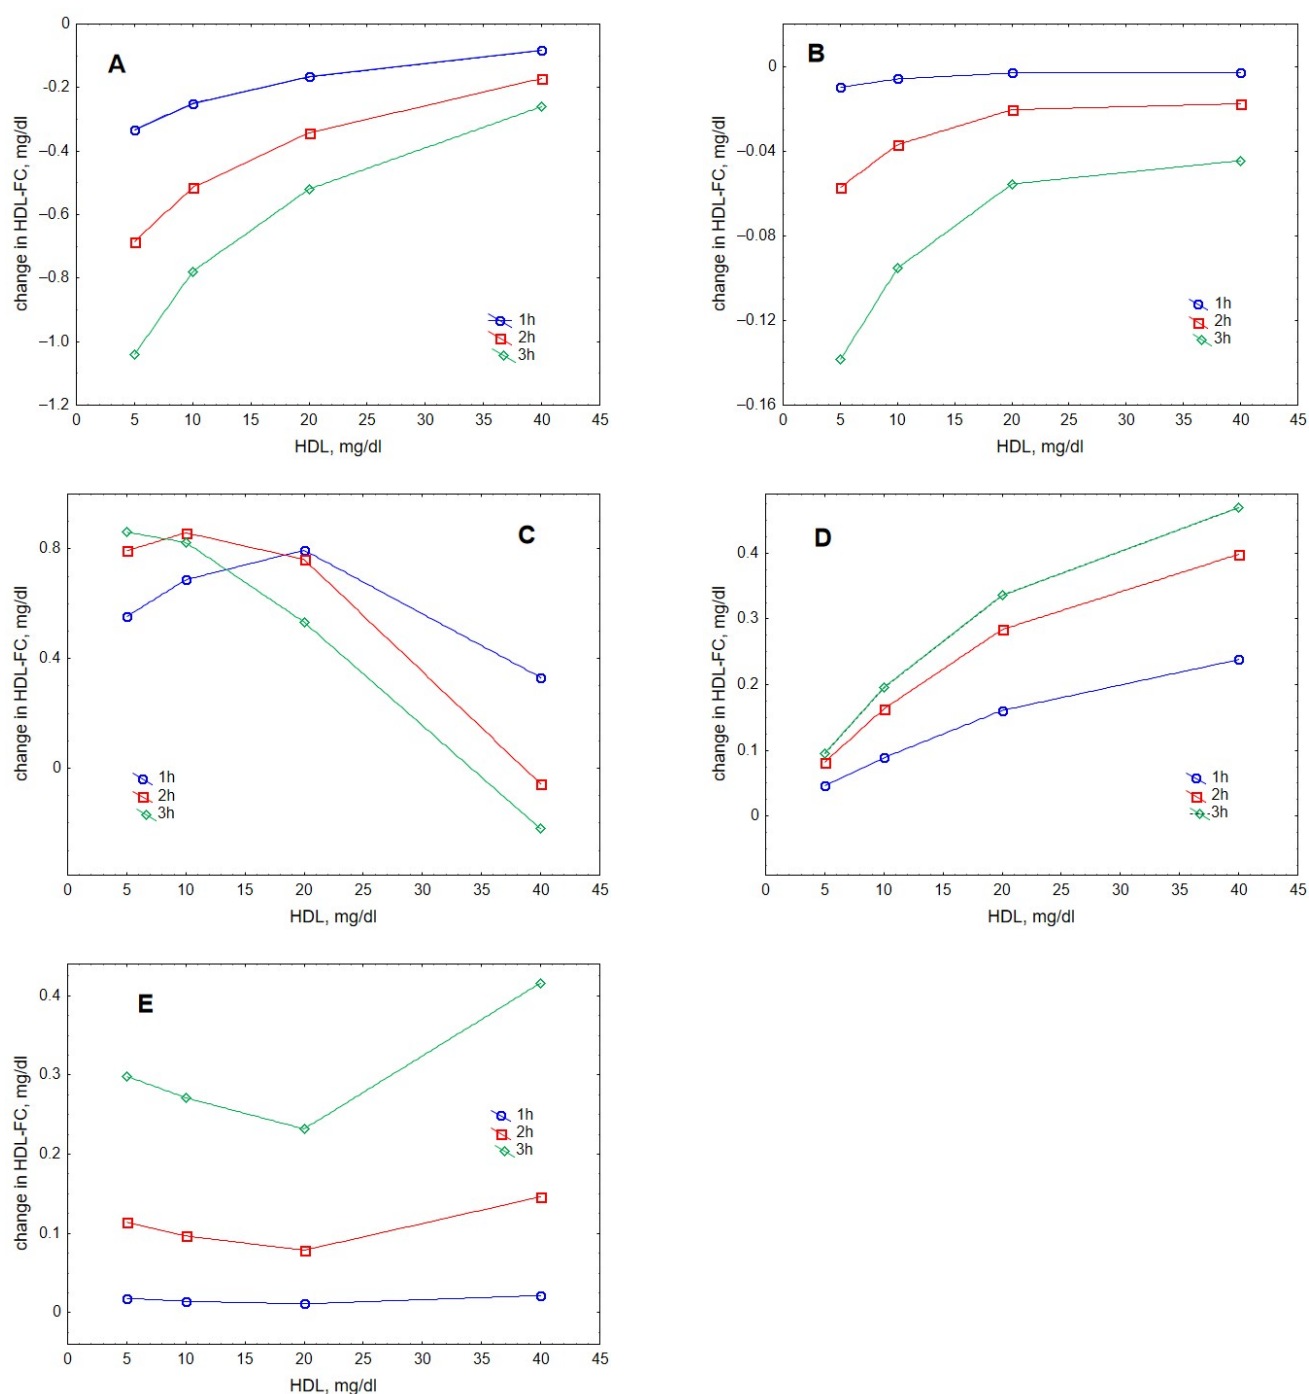 A
change in HDL-FC, mg/dl
0
–0.2
–0.4
–0.6
–0.8
–1.0
–1.2
1h
2h
3h
0 5 10 15 20 25 30 35 40 45
HDL, mg/dl
B
change in HDL-FC, mg/dl
0
–0.04
–0.08
–0.12
–0.16
1h
2h
3h
0 5 10 15 20 25 30 35 40 45
HDL, mg/dl
C
change in HDL-FC, mg/dl
0.8
0.4
0
1h
2h
3h
0 5 10 15 20 25 30 35 40 45
HDL, mg/dl
D
change in HDL-FC, mg/dl
0.4
0.3
0.2
0.1
0
1h
2h
3h
0 5 10 15 20 25 30 35 40 45
HDL, mg/dl
E
change in HDL-FC, mg/dl
0.4
0.3
0.2
0.1
0
1h
2h
3h
0 5 10 15 20 25 30 35 40 45
HDL, mg/dl